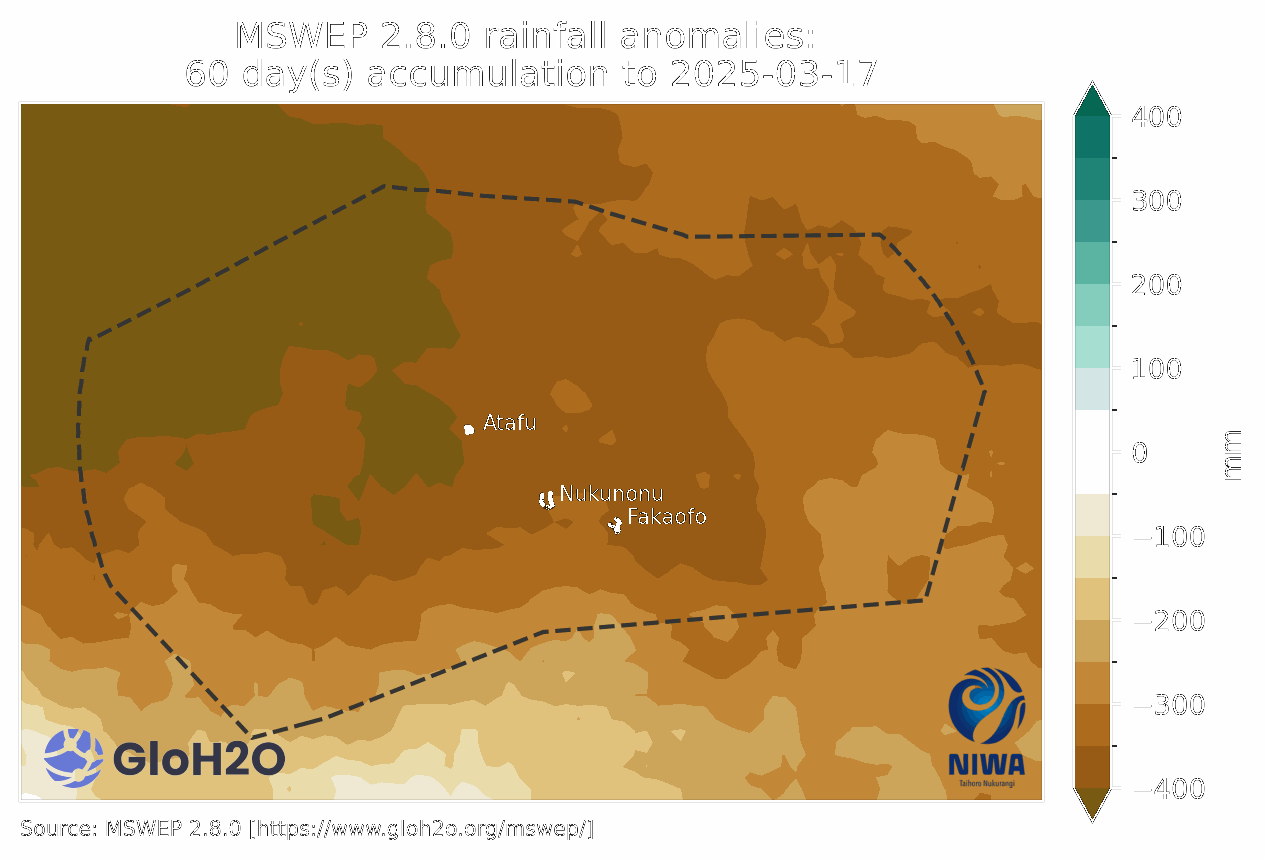 MSWEP 2.8.0 rainfall anomalies:
60 day(s) accumulation to 2025-03-17
400
300
200
100
0
−100
−200
−300
−400
mm
Atafu
Nukunonu
Fakaofo
GloH2O
NIWA
Taihoro Nukurangi
Source: MSWEP 2.8.0 [https://www.gloh2o.org/mswep/]